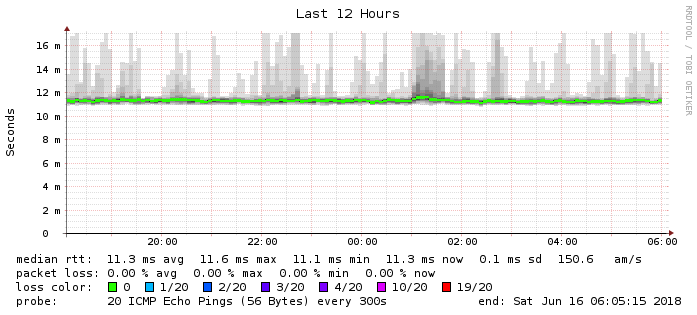 Last 12 Hours
RRDTOOL / TOBI OETIKER
Seconds
16 m
14 m
12 m
10 m
8 m
6 m
4 m
2 m
0
20:00 22:00 00:00 02:00 04:00 06:00
median rtt: 11.3 ms avg 11.6 ms max 11.1 ms min 11.3 ms now 0.1 ms sd 150.6 am/s
packet loss: 0.00 % avg 0.00 % max 0.00 % min 0.00 % now
loss color: 0 1/20 2/20 3/20 4/20 10/20 19/20
probe: 20 ICMP Echo Pings (56 Bytes) every 300s end: Sat Jun 16 06:05:15 2018